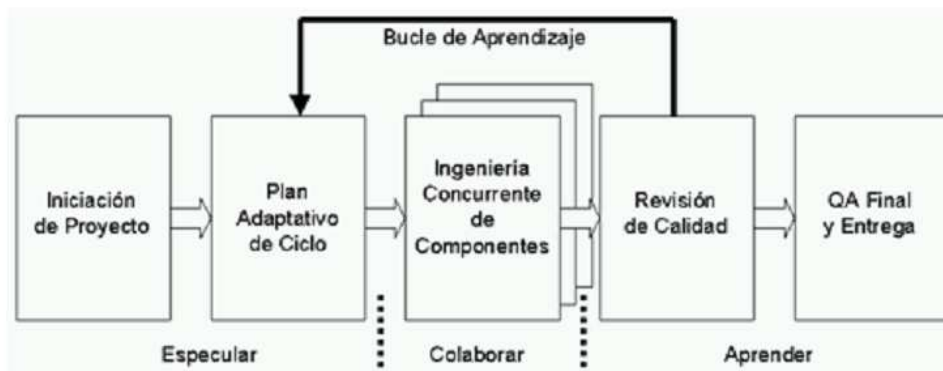 Bucle de Aprendizaje
Iniciación
de Proyecto
Plan
Adaptativo
de Ciclo
Ingeniería
Concurrente
de
Componentes
Revisión
de Calidad
QA Final
y Entrega
Especular
Colaborar
Aprender